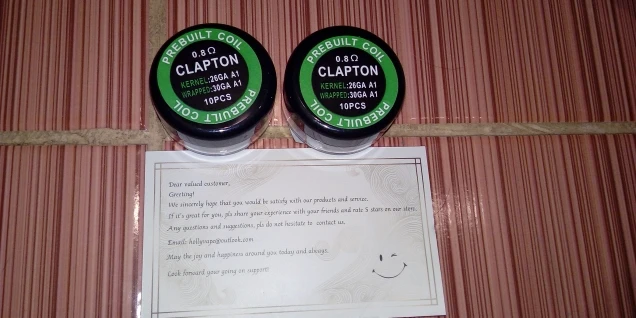 PREBUILT COIL
0.8Ω
CLAPTON
KERNEL:26GA A1
WRAPPED:30GA A1
10PCS
PREBUILT COIL
PREBUILT COIL
0.8Ω
CLAPTON
KERNEL:26GA A1
WRAPPED:30GA A1
10PCS
PREBUILT COIL
Dear valued customer,
Greeting!
We sincerely hope that you would be satisfy with our products and service.
If it's great for you, pls share your experience with your friends and rate 5 stars on our store.
Any questions and suggestions, pls do not hesitate to contact us.
Email: hellyvape@outlook.com
May the joy and happiness around you today and always.
Look forward your going on support!